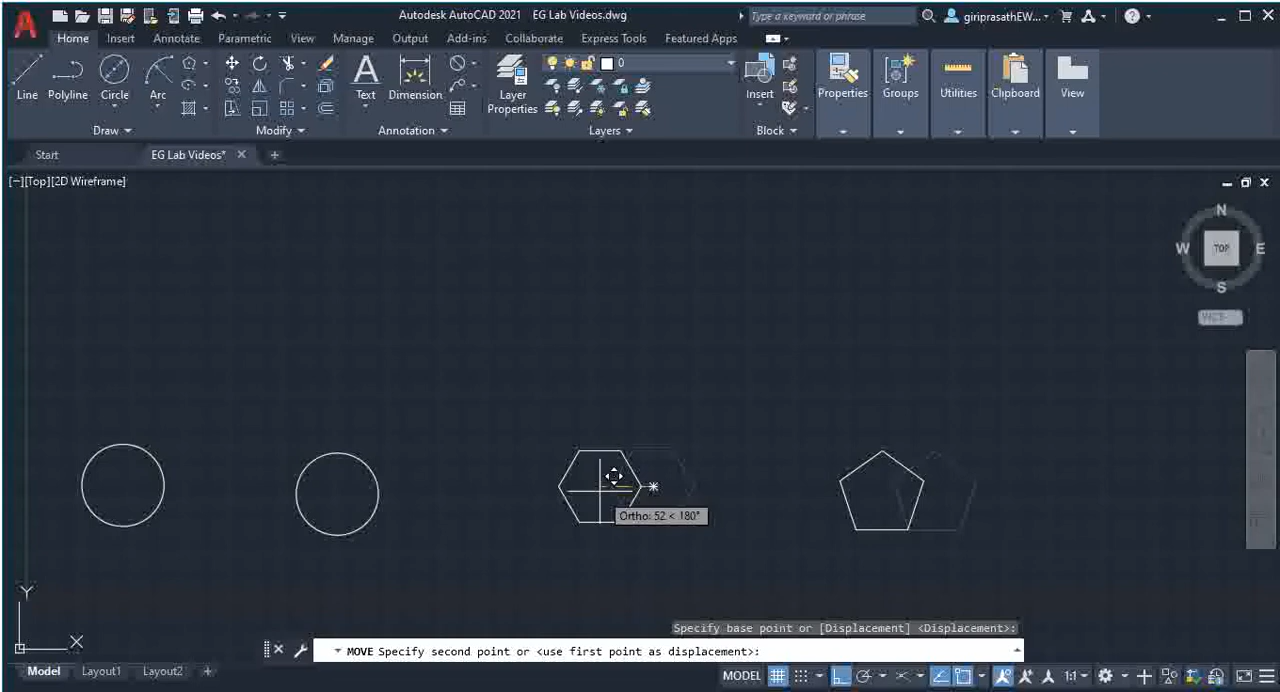 Autodesk AutoCAD 2021 EG Lab Videos.dwg Type a keyword or phrase giriprasathEW...
Home Insert Annotate Parametric View Manage Output Add-ins Collaborate Express Tools Featured Apps
0
Line Polyline Circle Arc Text Dimension Layer Properties Insert Properties Groups Utilities Clipboard View
Draw Modify Annotation Layers Block
Start EG Lab Videos*
[−][Top][2D Wireframe]
N
W TOP E
S
WCS
Ortho: 52 < 180°
Y
X
Specify base point or [Displacement] <Displacement>:
MOVE Specify second point or <use first point as displacement>:
Model Layout1 Layout2 + MODEL 1:1